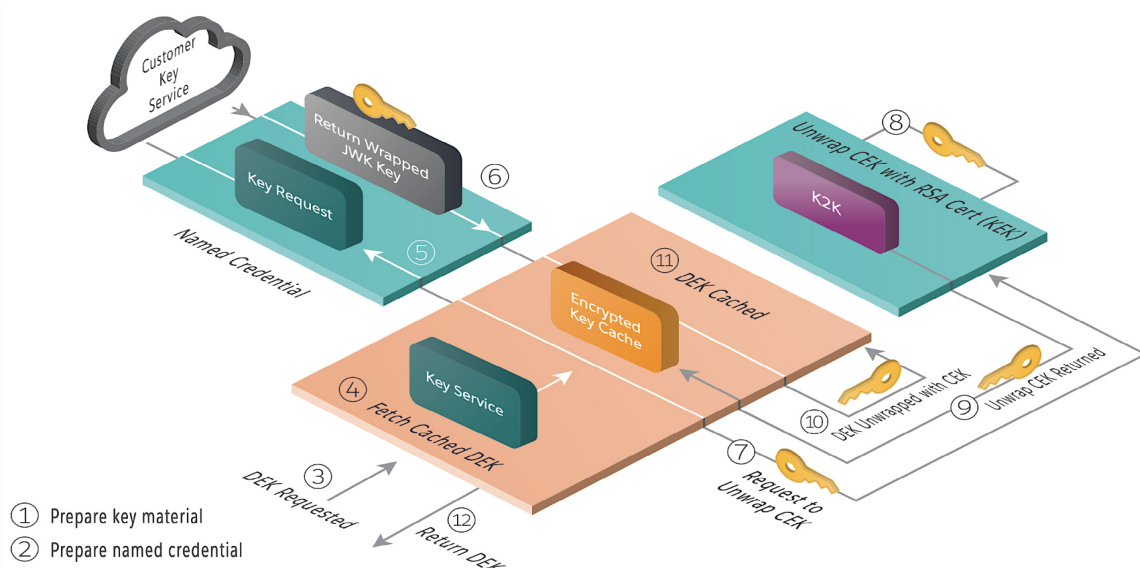 Customer
Key
Service
Return Wrapped
JWK Key
Key Request
6
5
Named Credential
8
Unwrap CEK with RSA Cert (KEK)
K2K
11 DEK Cached
Encrypted
Key Cache
Key Service
4 Fetch Cached DEK
10
DEK Unwrapped with CEK
9
Unwrap CEK Returned
7
Request to
Unwrap CEK
3
DEK Requested
12
Return DEK
1 Prepare key material
2 Prepare named credential